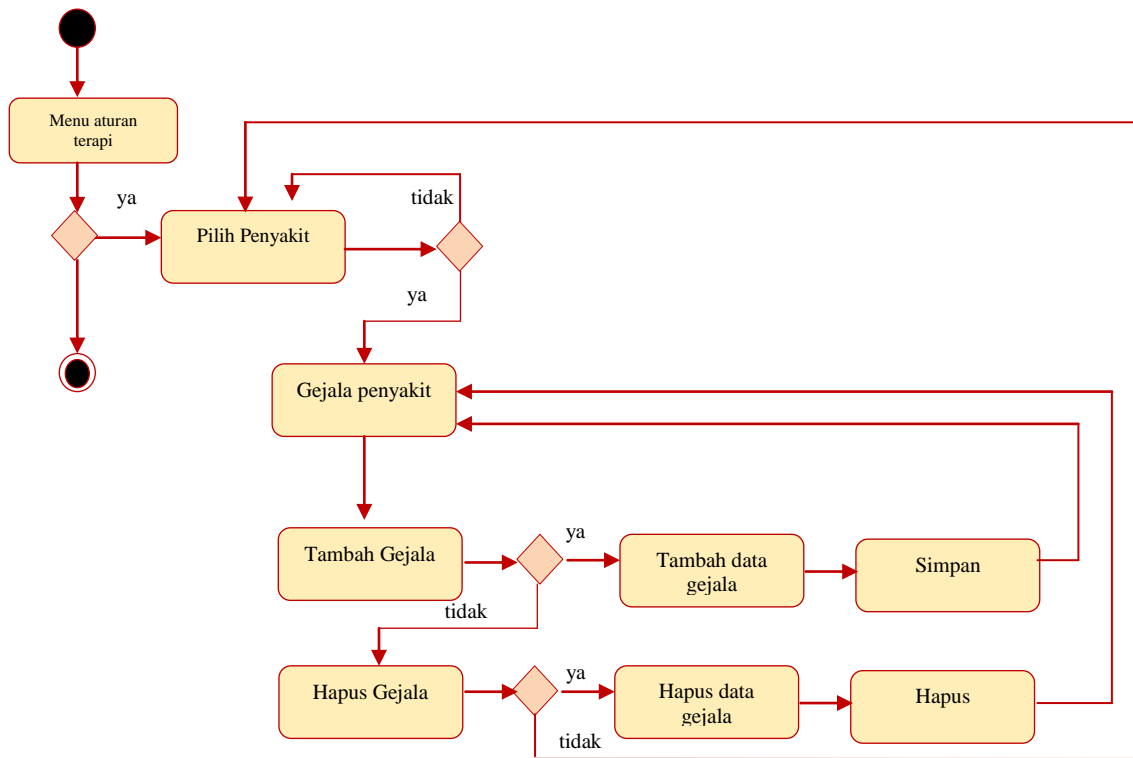 Menu aturan
terapi
ya
tidak
Pilih Penyakit
ya
Gejala penyakit
Tambah Gejala
ya
Tambah data
gejala
Simpan
tidak
Hapus Gejala
ya
Hapus data
gejala
Hapus
tidak